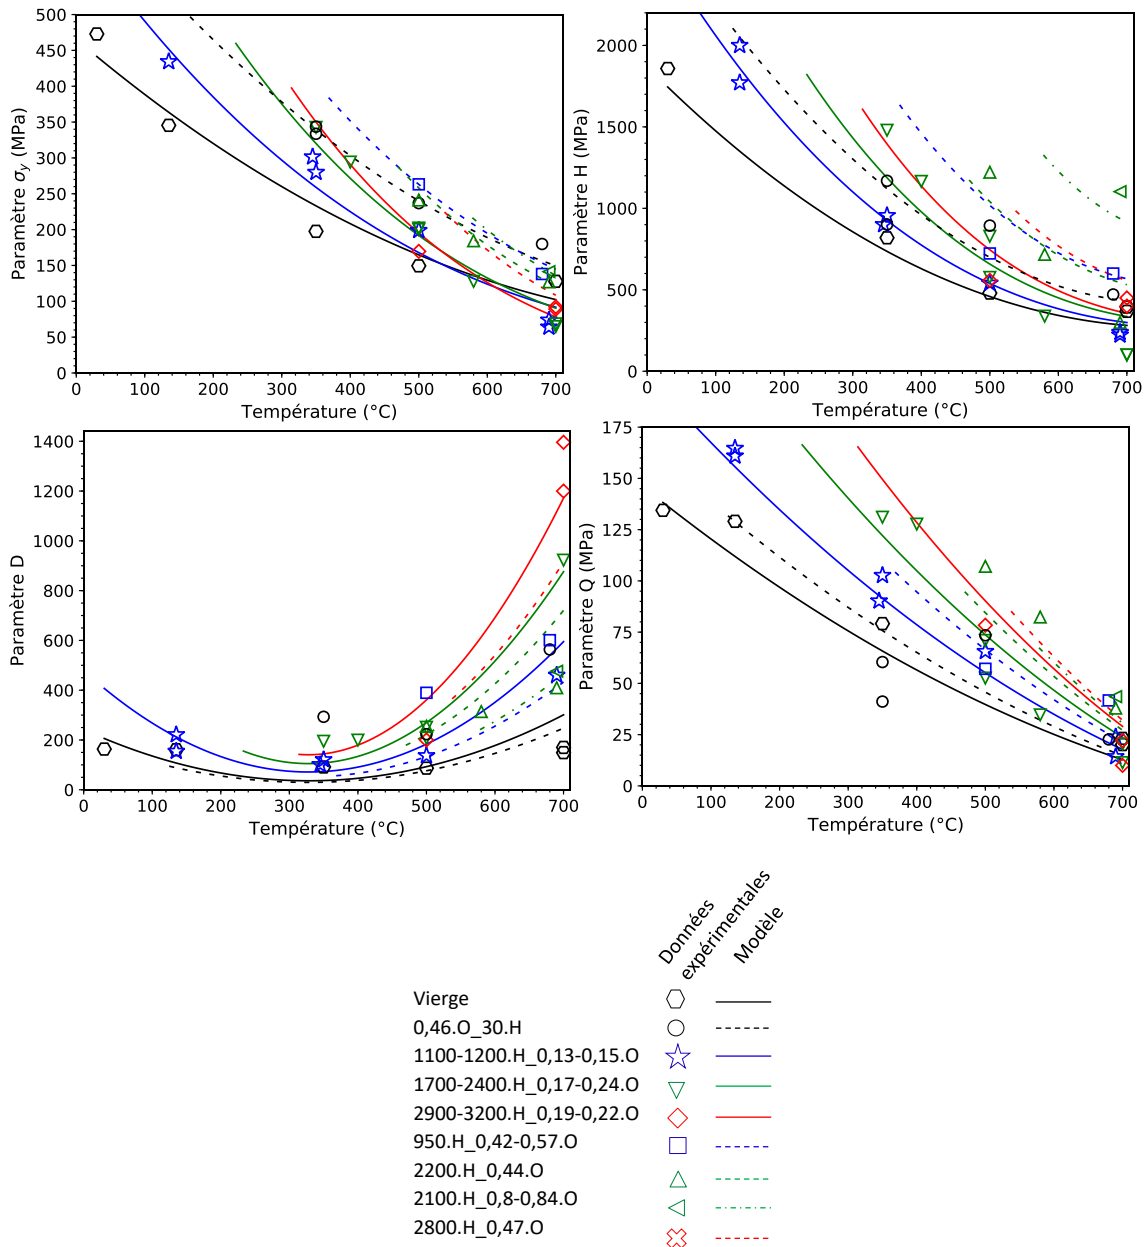 500
450
400
350
300
250
200
150
100
50
0
Paramètre σy (MPa)
0 100 200 300 400 500 600 700
Température (°C)
2000
1500
1000
500
0
Paramètre H (MPa)
0 100 200 300 400 500 600 700
Température (°C)
1400
1200
1000
800
600
400
200
0
Paramètre D
0 100 200 300 400 500 600 700
Température (°C)
175
150
125
100
75
50
25
0
Paramètre Q (MPa)
0 100 200 300 400 500 600 700
Température (°C)
Données
expérimentales
Modèle
Vierge
0,46.O_30.H
1100-1200.H_0,13-0,15.O
1700-2400.H_0,17-0,24.O
2900-3200.H_0,19-0,22.O
950.H_0,42-0,57.O
2200.H_0,44.O
2100.H_0,8-0,84.O
2800.H_0,47.O